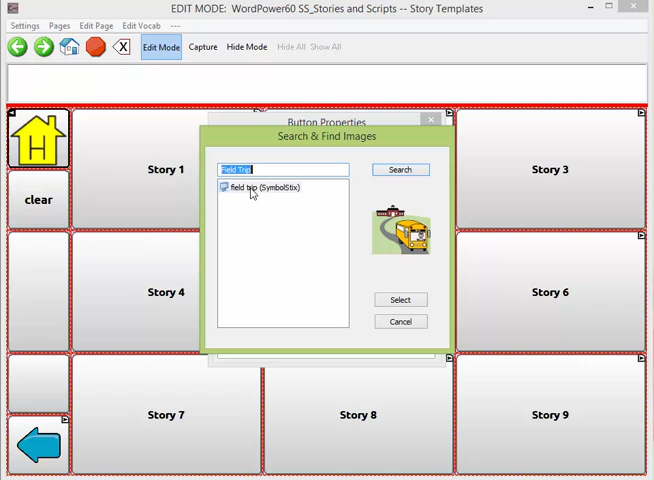 EDIT MODE: WordPower60 SS_Stories and Scripts -- Story Templates
Settings Pages Edit Page Edit Vocab ---
X Edit Mode Capture Hide Mode Hide All Show All
Button Properties
Search & Find Images
H
Story 1
Field Trip
Search
Story 3
field trip (SymbolStix)
clear
Story 4
Select
Story 6
Cancel
Story 7
Story 8
Story 9